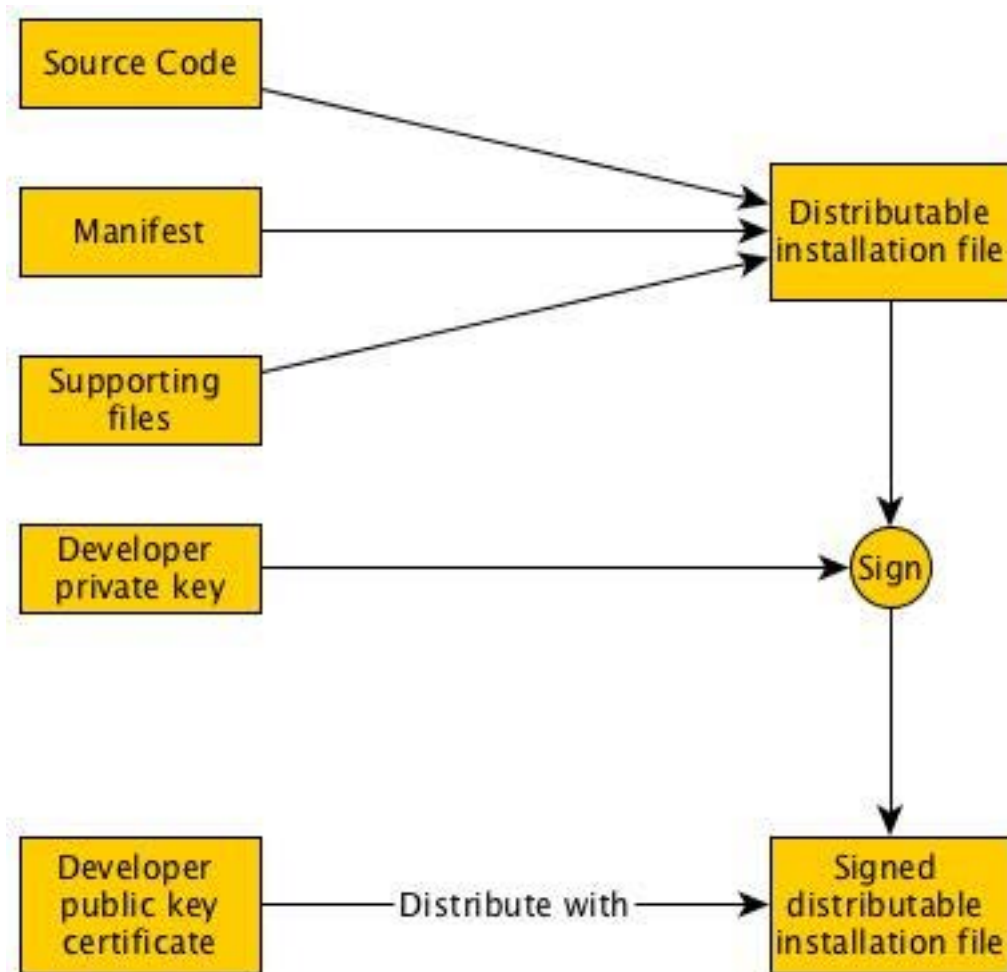 Source Code
Manifest
Distributable
installation file
Supporting
files
Developer
private key
Sign
Developer
public key
certificate
Distribute with
Signed
distributable
installation file